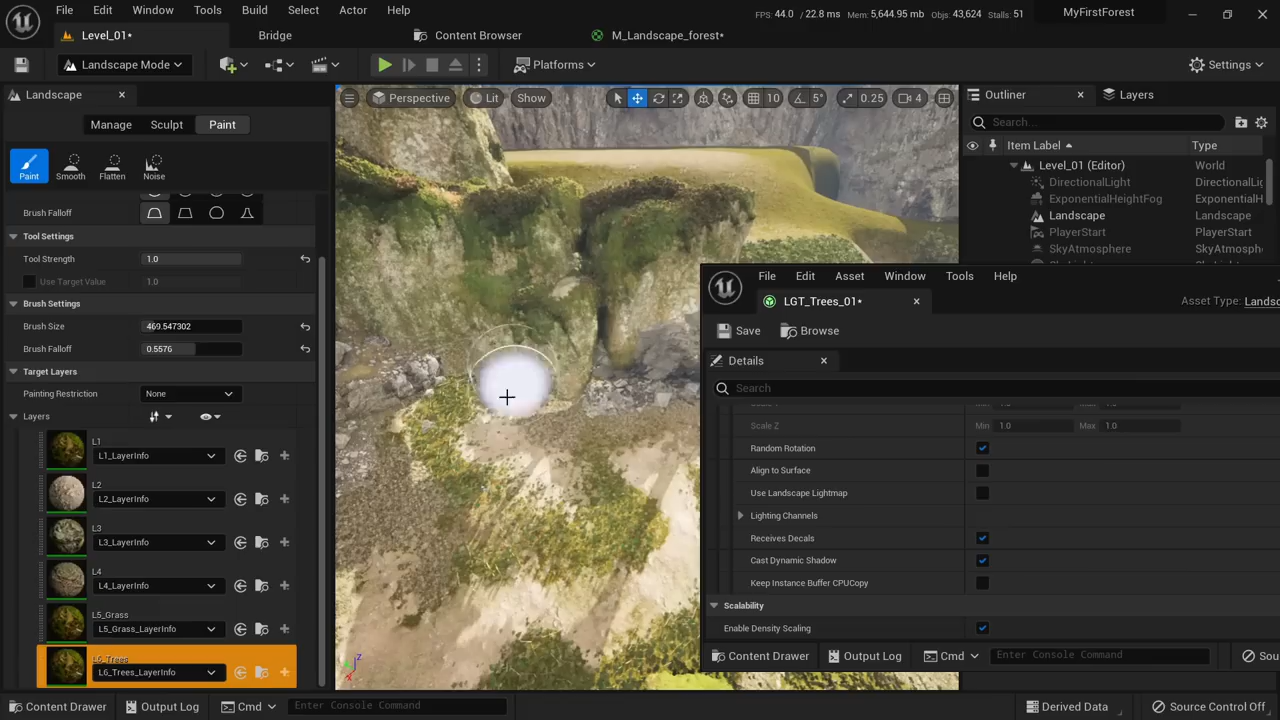 File Edit Window Tools Build Select Actor Help
FPS: 44.0 / 22.8 ms Mem: 5,644.95 mb Objs: 43,624 Stalls: 51
MyFirstForest
Level_01*
Bridge
Content Browser
M_Landscape_forest*
Landscape Mode
Platforms
Settings
Landscape
Manage Sculpt Paint
Paint Smooth Flatten Noise
Brush Falloff
Tool Settings
Tool Strength 1.0
Use Target Value 1.0
Brush Settings
Brush Size 469.547302
Brush Falloff 0.5576
Target Layers
Painting Restriction None
Layers
L1
L1_LayerInfo
L2
L2_LayerInfo
L3
L3_LayerInfo
L4
L4_LayerInfo
L5_Grass
L5_Grass_LayerInfo
L6_Trees
L6_Trees_LayerInfo
Perspective Lit Show
10 5° 0.25 4
Outliner
Layers
Search...
Item Label Type
Level_01 (Editor) World
DirectionalLight DirectionalLig
ExponentialHeightFog ExponentialH
Landscape Landscape
PlayerStart PlayerStart
SkyAtmosphere SkyAtmosphere
File Edit Asset Window Tools Help
LGT_Trees_01*
Asset Type: Landsc
Save Browse
Details
Search
Scale Z Min 1.0 Max 1.0
Random Rotation
Align to Surface
Use Landscape Lightmap
Lighting Channels
Receives Decals
Cast Dynamic Shadow
Keep Instance Buffer CPUCopy
Scalability
Enable Density Scaling
Content Drawer Output Log Cmd Enter Console Command Sou
z
Content Drawer Output Log Cmd Enter Console Command
Derived Data Source Control Off